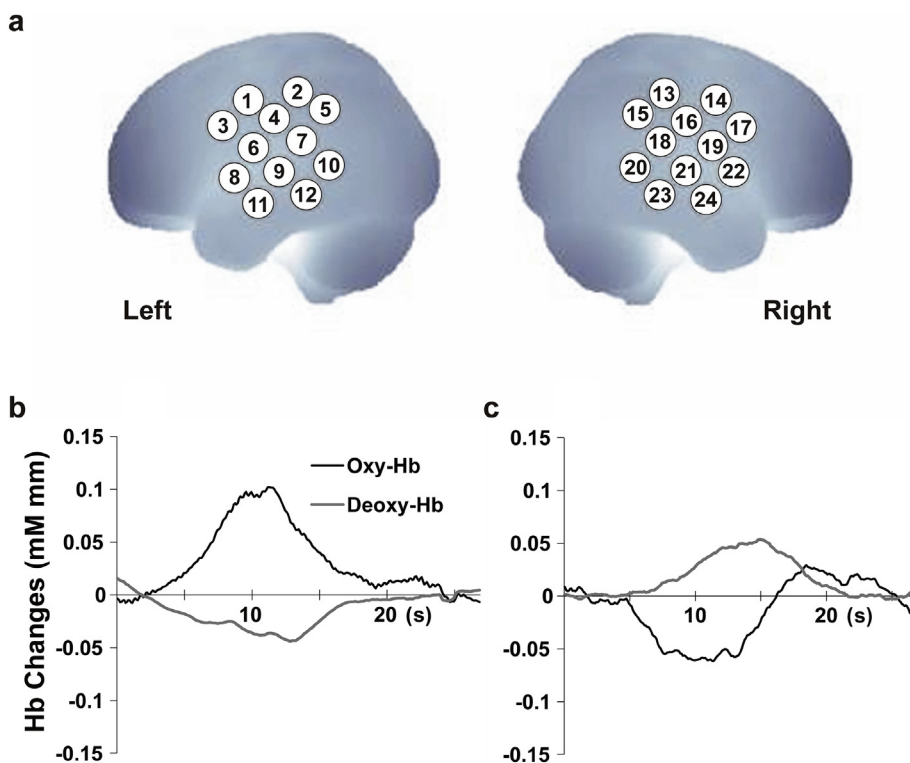 a
1 2 5 3 4 6 7 8 9 10 11 12
13 14 15 16 17 18 19 20 21 22 23 24
Left
Right
b
0.15
0.1
0.05
0
-0.05
-0.1
-0.15
Hb Changes (mM mm)
Oxy-Hb
Deoxy-Hb
10 20 (s)
c
0.15
0.1
0.05
0
-0.05
-0.1
-0.15
10 20 (s)